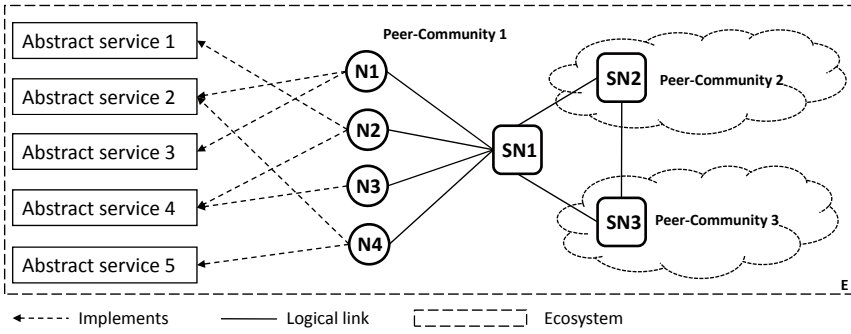 Peer-Community 1
Abstract service 1
Abstract service 2
Abstract service 3
Abstract service 4
Abstract service 5
N1
N2
N3
N4
SN1
SN2
Peer-Community 2
SN3
Peer-Community 3
E
Implements
Logical link
Ecosystem